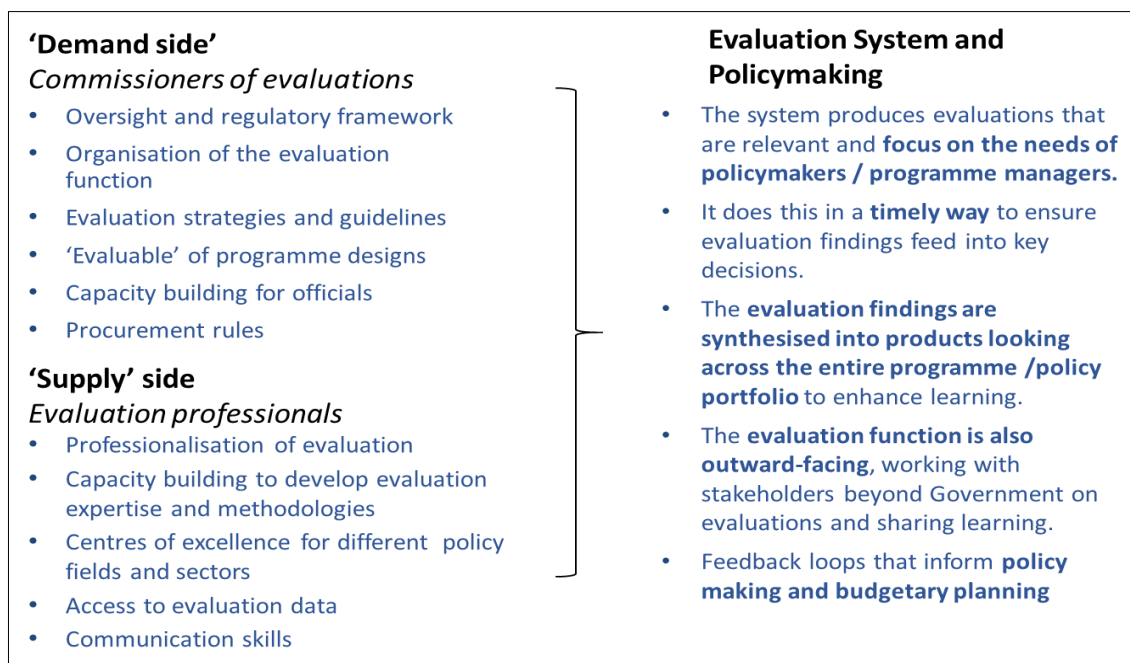 ‘Demand side’
Commissioners of evaluations
• Oversight and regulatory framework
• Organisation of the evaluation
function
• Evaluation strategies and guidelines
• ‘Evaluable’ of programme designs
• Capacity building for officials
• Procurement rules
‘Supply’ side
Evaluation professionals
• Professionalisation of evaluation
• Capacity building to develop evaluation
expertise and methodologies
• Centres of excellence for different policy
fields and sectors
• Access to evaluation data
• Communication skills
Evaluation System and
Policymaking
• The system produces evaluations that
are relevant and focus on the needs of
policymakers / programme managers.
• It does this in a timely way to ensure
evaluation findings feed into key
decisions.
• The evaluation findings are
synthesised into products looking
across the entire programme /policy
portfolio to enhance learning.
• The evaluation function is also
outward-facing, working with
stakeholders beyond Government on
evaluations and sharing learning.
• Feedback loops that inform policy
making and budgetary planning